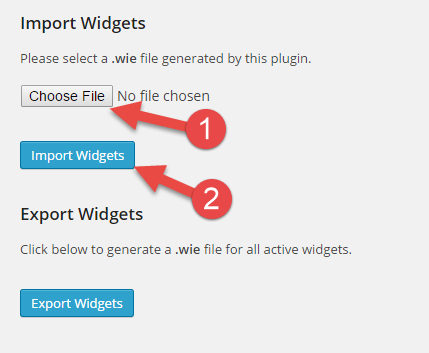 Import Widgets
Please select a .wie file generated by this plugin.
Choose File No file chosen
1
Import Widgets
2
Export Widgets
Click below to generate a .wie file for all active widgets.
Export Widgets